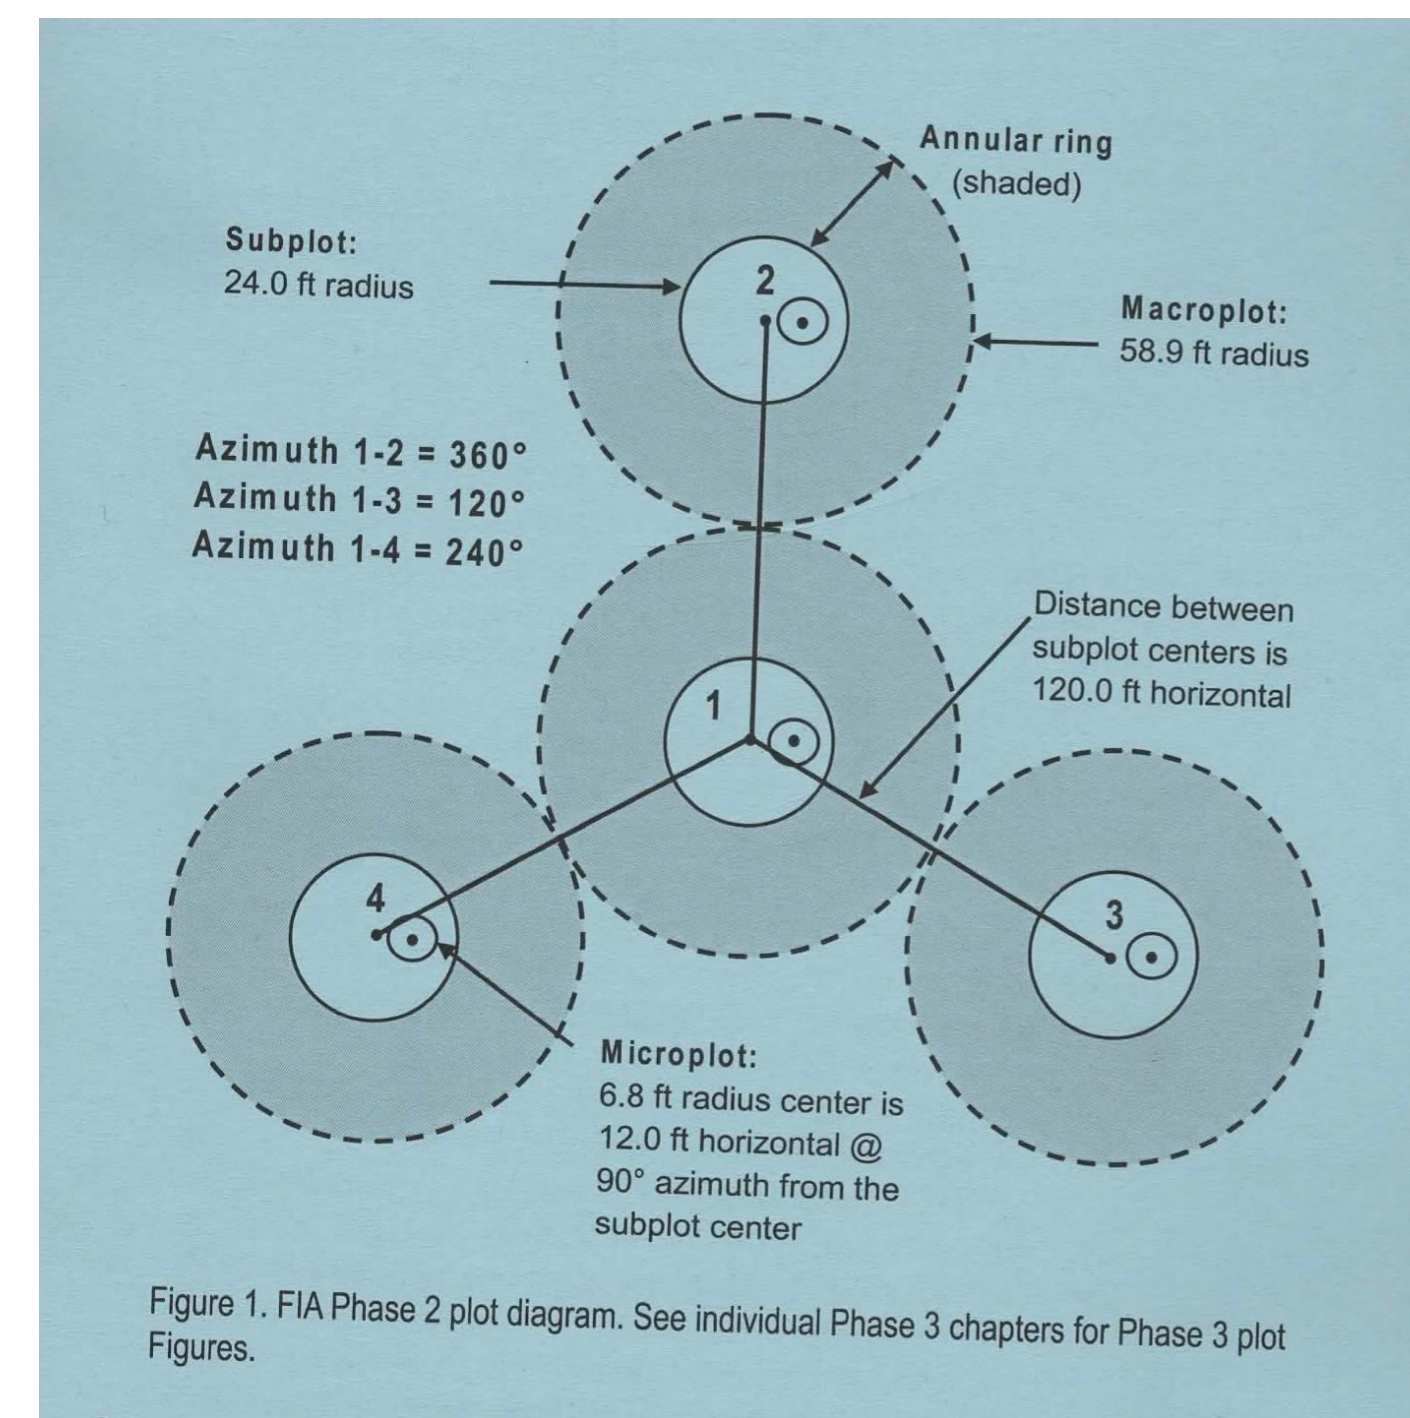 Annular ring
(shaded)
Subplot:
24.0 ft radius
2
Macroplot:
58.9 ft radius
Azimuth 1-2 = 360°
Azimuth 1-3 = 120°
Azimuth 1-4 = 240°
Distance between
subplot centers is
120.0 ft horizontal
1
4
3
Microplot:
6.8 ft radius center is
12.0 ft horizontal @
90° azimuth from the
subplot center
Figure 1. FIA Phase 2 plot diagram. See individual Phase 3 chapters for Phase 3 plot
Figures.